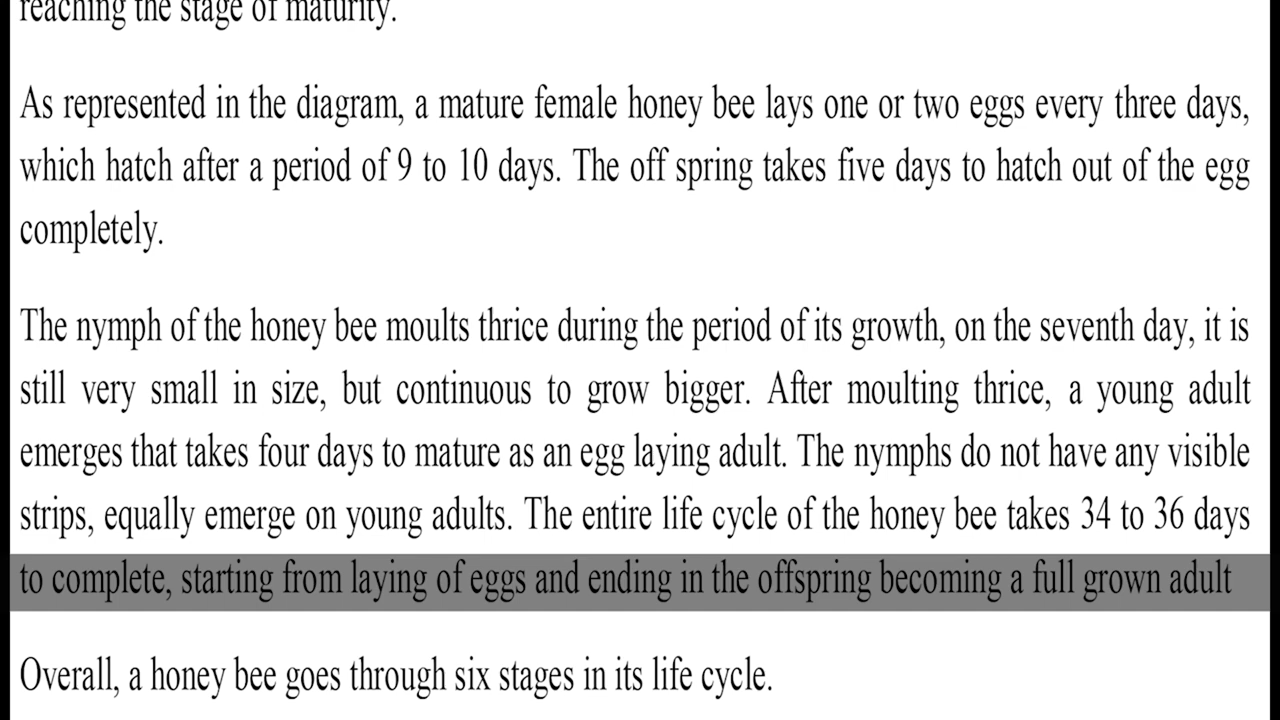 reaching the stage of maturity.
As represented in the diagram, a mature female honey bee lays one or two eggs every three days,
which hatch after a period of 9 to 10 days. The off spring takes five days to hatch out of the egg
completely.
The nymph of the honey bee moults thrice during the period of its growth, on the seventh day, it is
still very small in size, but continuous to grow bigger. After moulting thrice, a young adult
emerges that takes four days to mature as an egg laying adult. The nymphs do not have any visible
strips, equally emerge on young adults. The entire life cycle of the honey bee takes 34 to 36 days
to complete, starting from laying of eggs and ending in the offspring becoming a full grown adult
Overall, a honey bee goes through six stages in its life cycle.